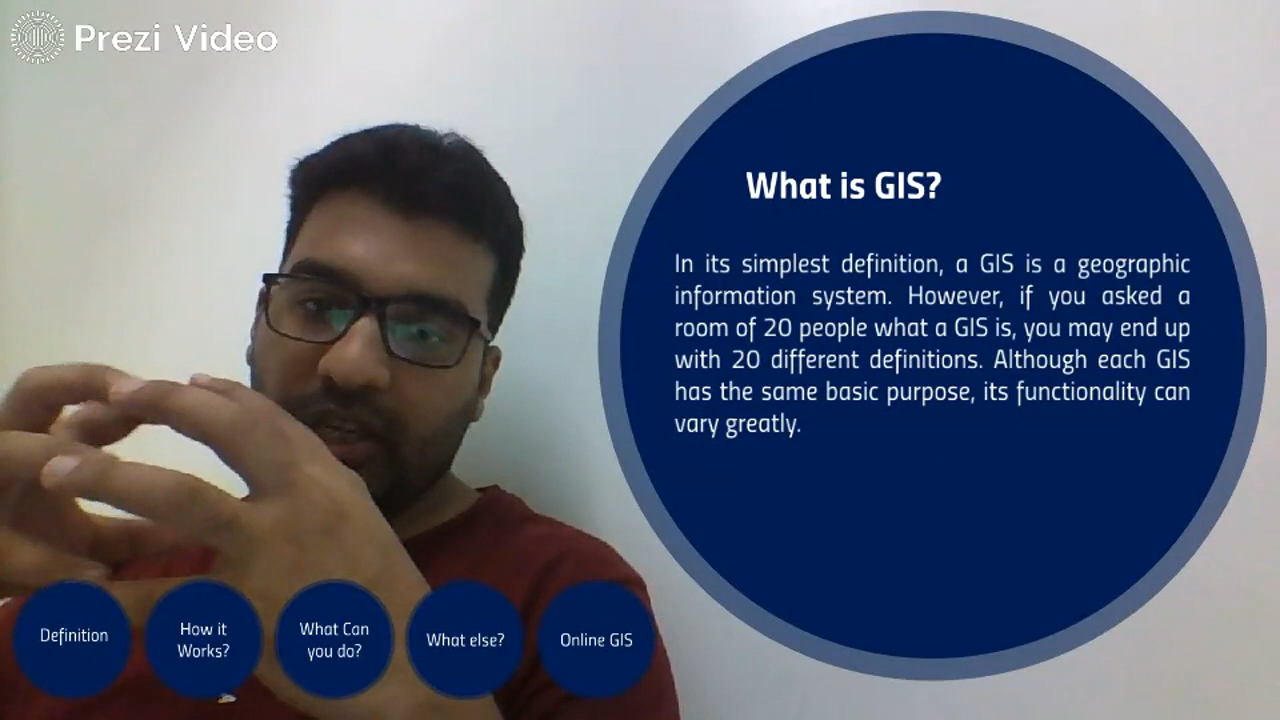 Prezi Video
What is GIS?
In its simplest definition, a GIS is a geographic
information system. However, if you asked a
room of 20 people what a GIS is, you may end up
with 20 different definitions. Although each GIS
has the same basic purpose, its functionality can
vary greatly.
Definition
How it
Works?
What Can
you do?
What else?
Online GIS